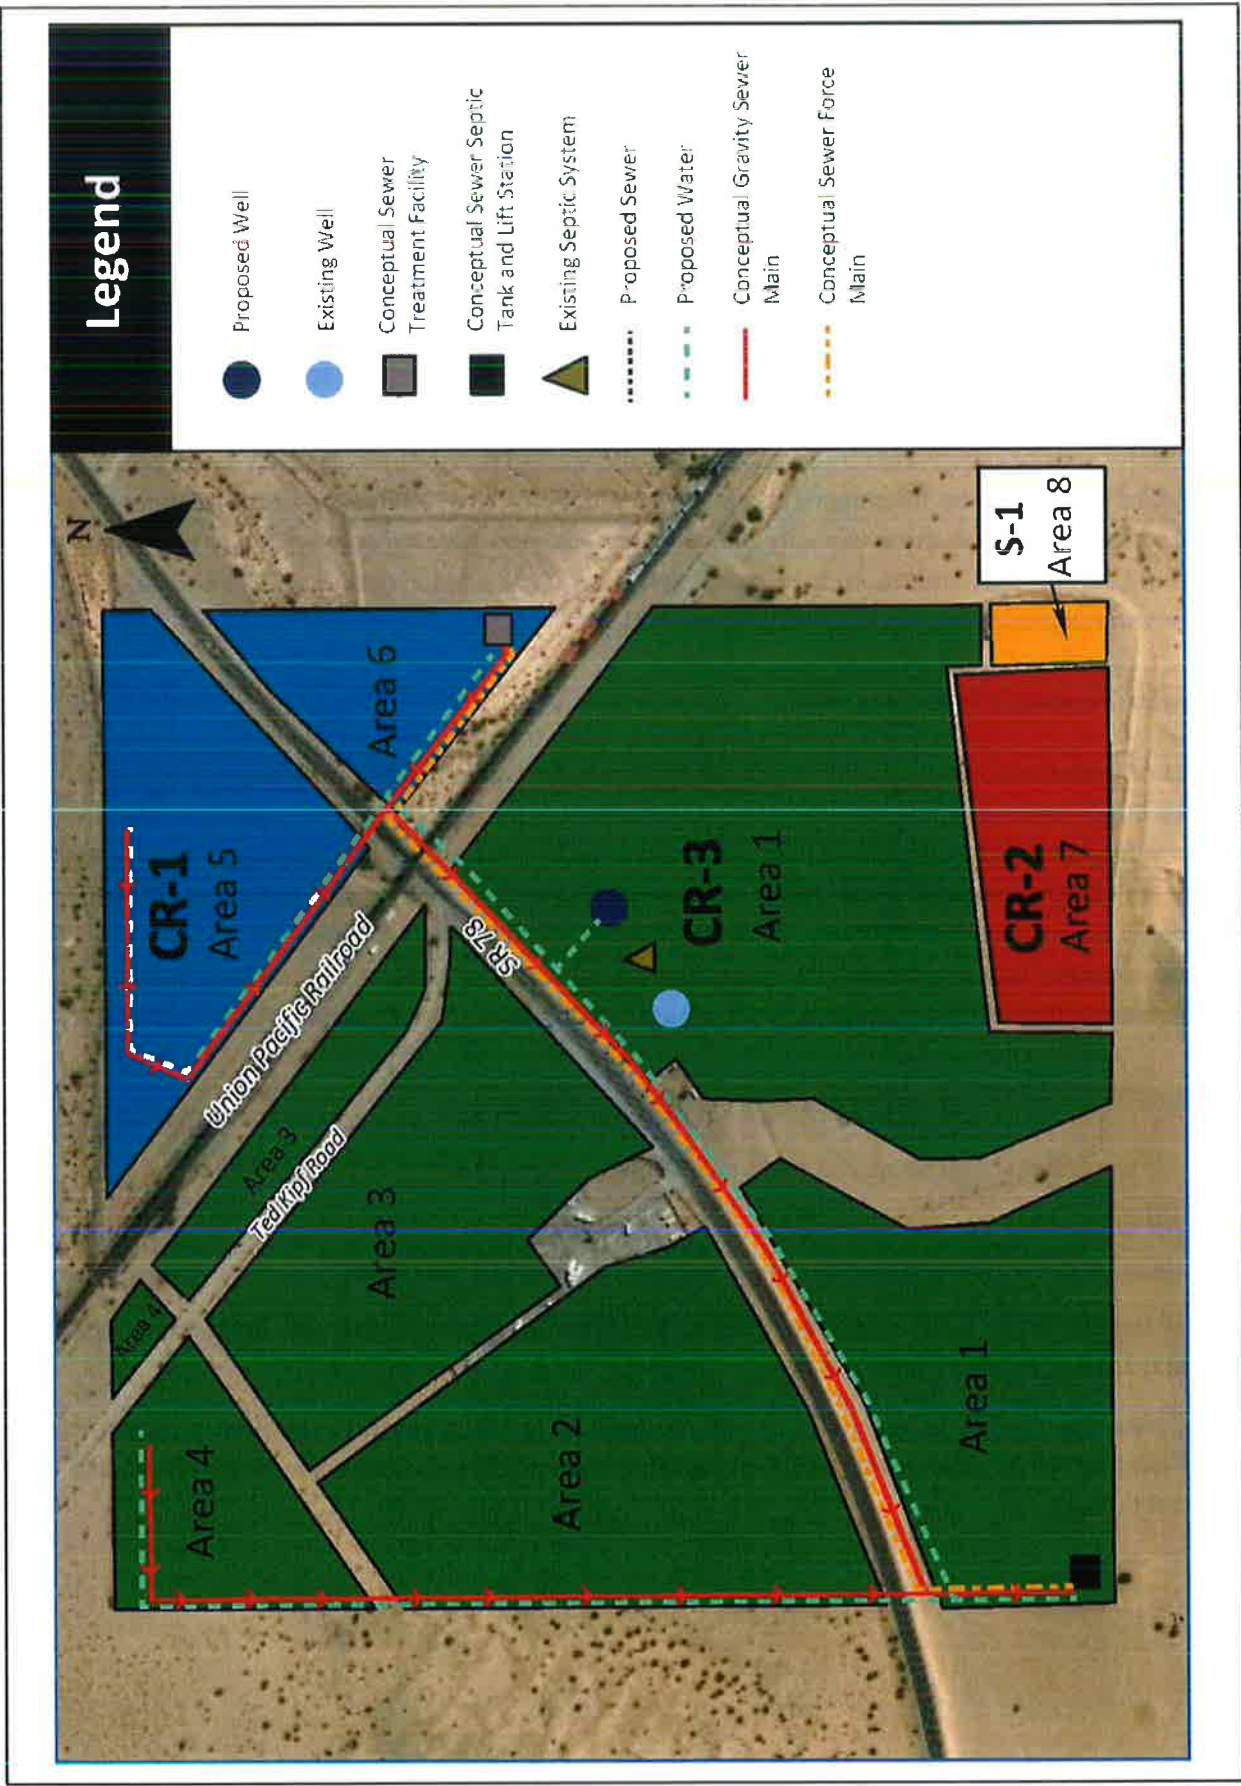 Legend
Proposed Well
Existing Well
Conceptual Sewer
Treatment Facility
Conceptual Sewer Septic
Tank and Lift Station
Existing Septic System
Proposed Sewer
Proposed Water
Conceptual Gravity Sewer
Main
Conceptual Sewer Force
Main
N
CR-1
Area 5
Area 6
Union Pacific Railroad
Area 3
Ted Kipf Road
Area 3
Area 4
Area 4
SR 78
CR-3
Area 1
Area 2
Area 1
CR-2
Area 7
S-1
Area 8